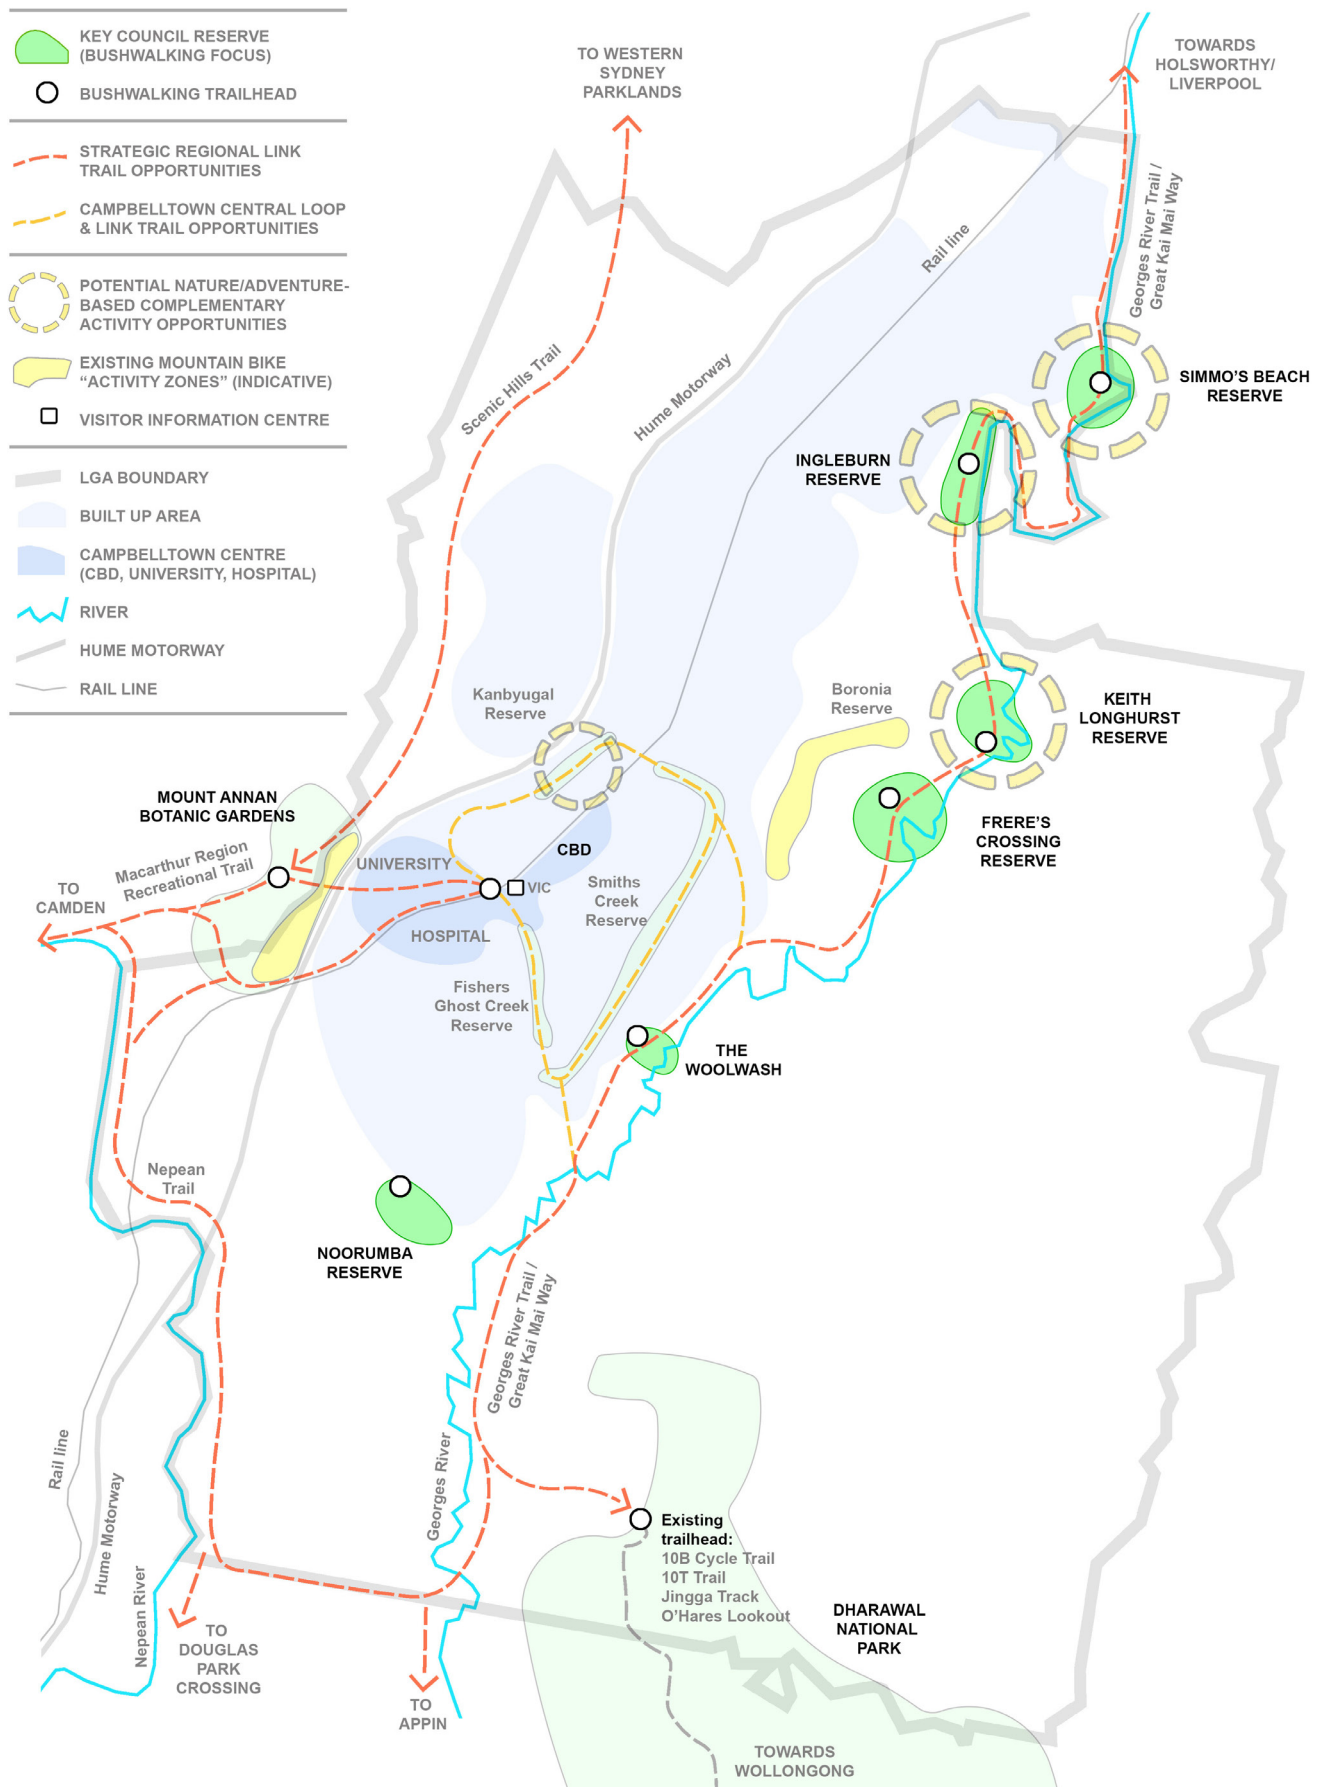 KEY COUNCIL RESERVE
(BUSHWALKING FOCUS)
BUSHWALKING TRAILHEAD
STRATEGIC REGIONAL LINK
TRAIL OPPORTUNITIES
CAMPBELLTOWN CENTRAL LOOP
& LINK TRAIL OPPORTUNITIES
POTENTIAL NATURE/ADVENTURE-
BASED COMPLEMENTARY
ACTIVITY OPPORTUNITIES
EXISTING MOUNTAIN BIKE
“ACTIVITY ZONES” (INDICATIVE)
VISITOR INFORMATION CENTRE
LGA BOUNDARY
BUILT UP AREA
CAMPBELLTOWN CENTRE
(CBD, UNIVERSITY, HOSPITAL)
RIVER
HUME MOTORWAY
RAIL LINE
TO WESTERN
SYDNEY
PARKLANDS
TOWARDS
HOLSWORTHY/
LIVERPOOL
Georges River Trail /
Great Kai Mai Way
Rail line
Scenic Hills Trail
Hume Motorway
SIMMO’S BEACH
RESERVE
INGLEBURN
RESERVE
Kanbyugal
Reserve
Boronia
Reserve
KEITH
LONGHURST
RESERVE
MOUNT ANNAN
BOTANIC GARDENS
FRERE’S
CROSSING
RESERVE
Macarthur Region
Recreational Trail
UNIVERSITY
CBD
VIC
TO
CAMDEN
Smiths
Creek
Reserve
HOSPITAL
Fishers
Ghost Creek
Reserve
THE
WOOLWASH
Nepean
Trail
NOORUMBA
RESERVE
Georges River Trail /
Great Kai Mai Way
Georges River
Rail line
Hume Motorway
Nepean River
Existing
trailhead:
10B Cycle Trail
10T Trail
Jingga Track
O’Hares Lookout
DHARAWAL
NATIONAL
PARK
TO
DOUGLAS
PARK
CROSSING
TO
APPIN
TOWARDS
WOLLONGONG